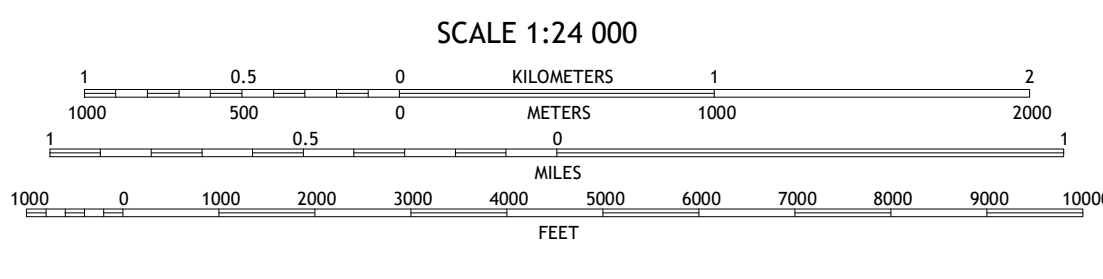 SCALE 1:24 000
1 0.5 0 KILOMETERS 1 2
1000 500 0 METERS 1000 2000
1 0.5 0 1
MILES
1000 0 1000 2000 3000 4000 5000 6000 7000 8000 9000 10000
FEET